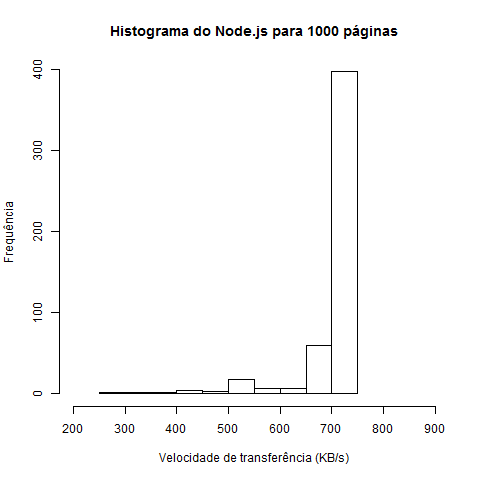 Histograma do Node.js para 1000 páginas
Frequência
400
300
200
100
0
200 300 400 500 600 700 800 900
Velocidade de transferência (KB/s)